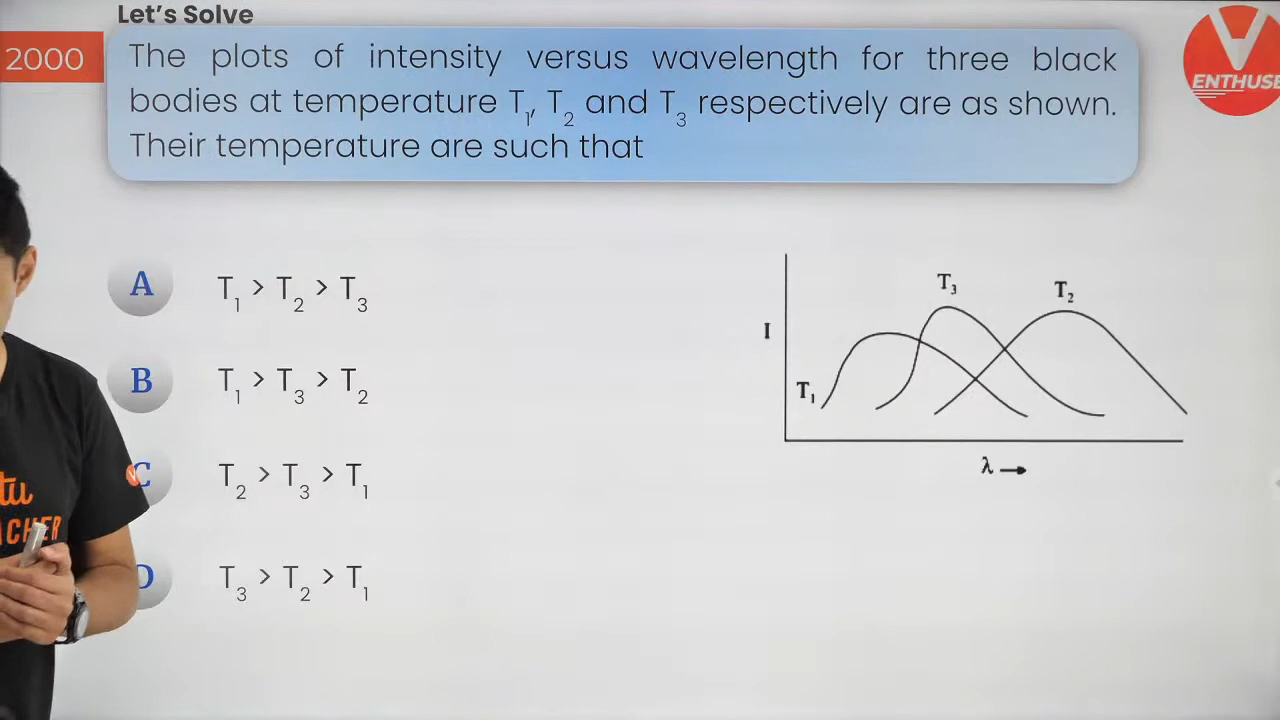 Let's Solve
2000
The plots of intensity versus wavelength for three black
bodies at temperature T₁, T₂ and T₃ respectively are as shown.
Their temperature are such that
ENTHUSE
A T₁ > T₂ > T₃
B T₁ > T₃ > T₂
C T₂ > T₃ > T₁
D T₃ > T₂ > T₁
T₃
T₂
I
T₁
λ →